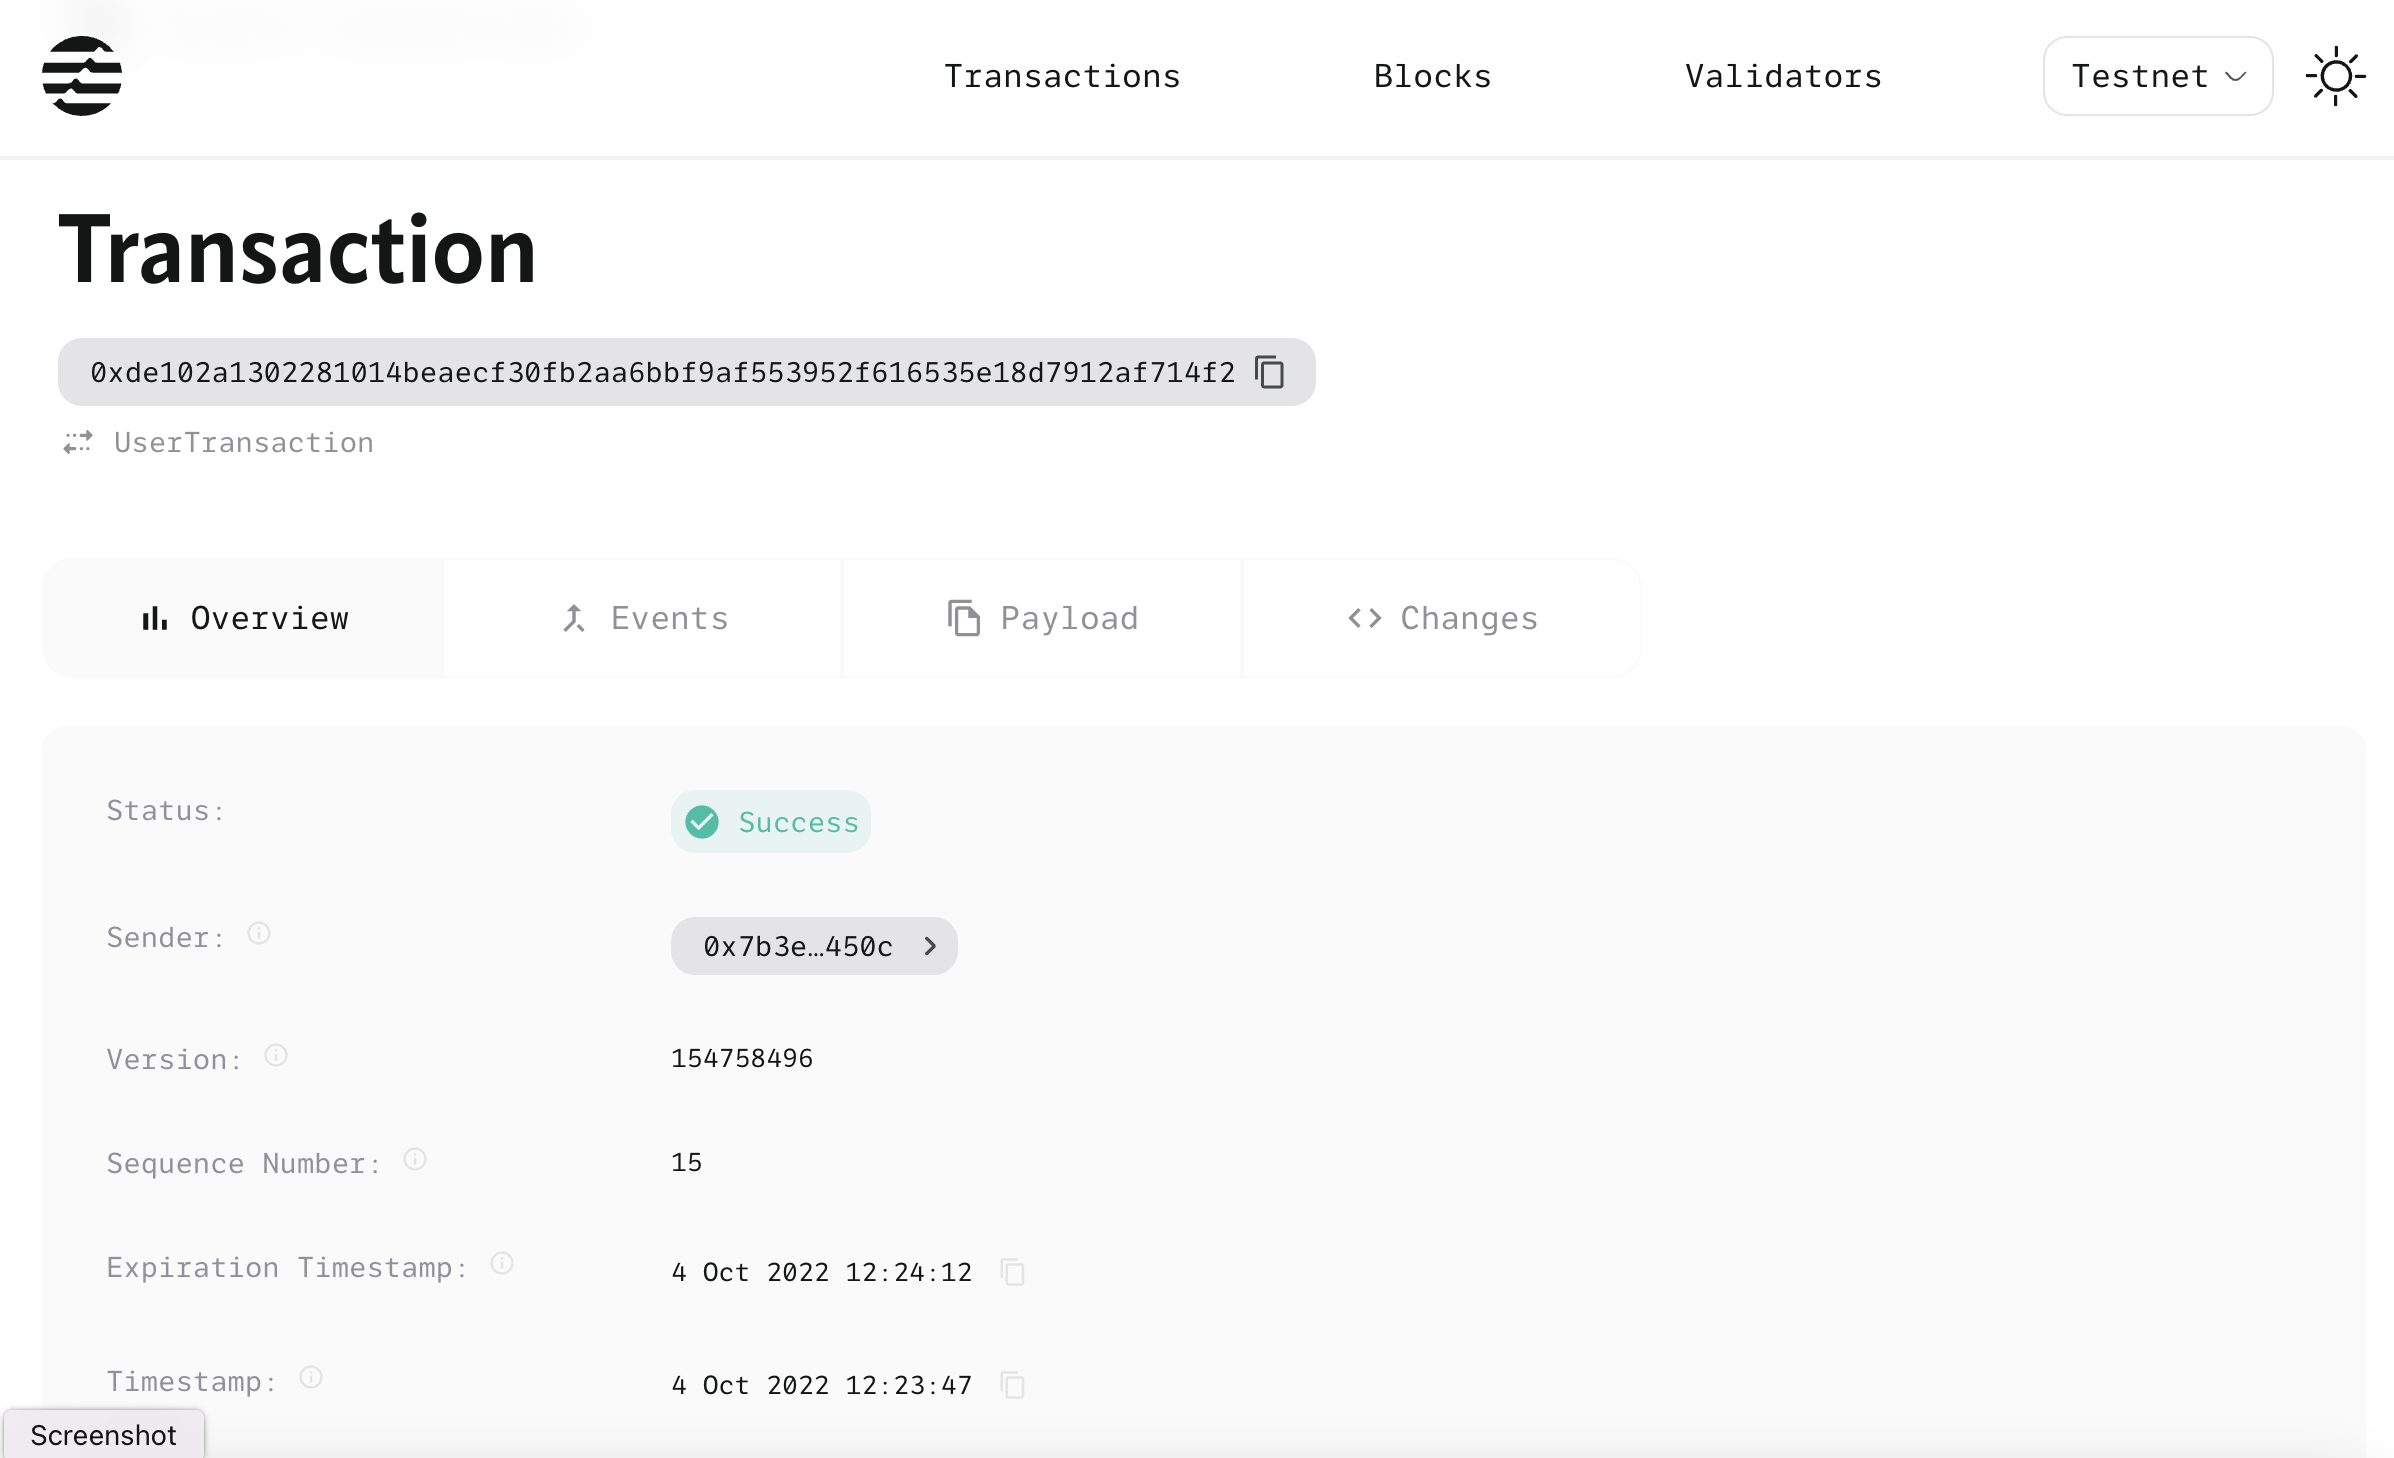 Transactions Blocks Validators Testnet
Transaction
0xde102a1302281014beaecf30fb2aa6bbf9af553952f616535e18d7912af714f2
UserTransaction
Overview Events Payload Changes
Status: Success
Sender: 0x7b3e…450c
Version: 154758496
Sequence Number: 15
Expiration Timestamp: 4 Oct 2022 12:24:12
Timestamp: 4 Oct 2022 12:23:47
Screenshot